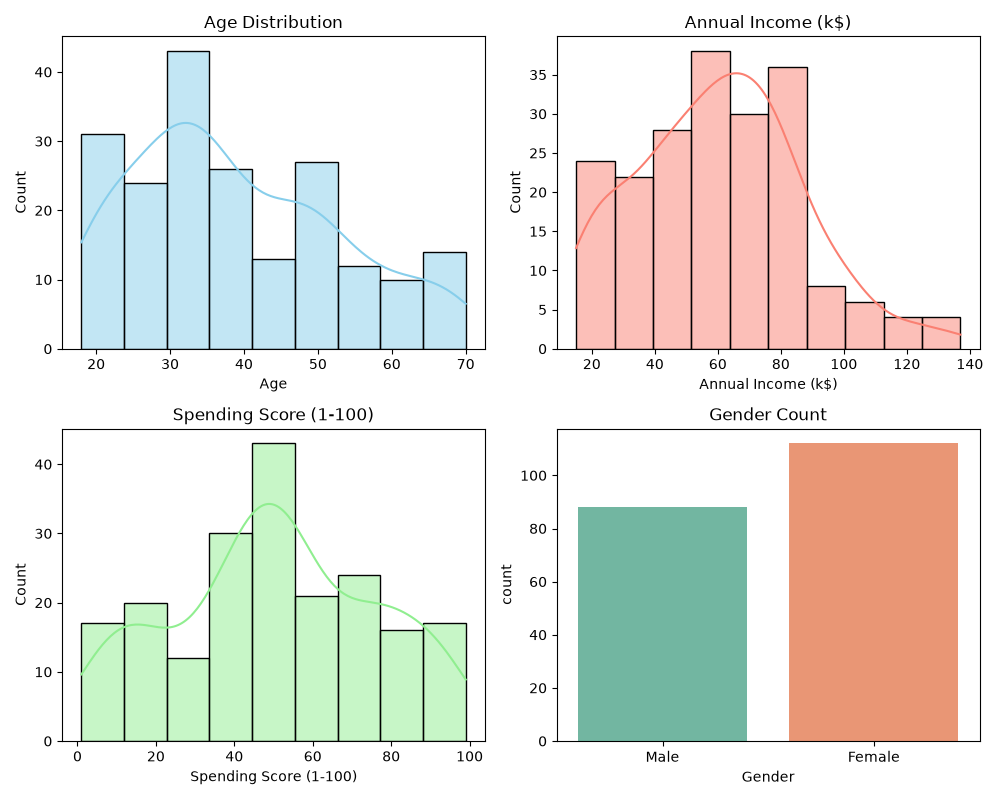 Age Distribution
Count
40
30
20
10
0
20 30 40 50 60 70
Age
Annual Income (k$)
Count
35
30
25
20
15
10
5
0
20 40 60 80 100 120 140
Annual Income (k$)
Spending Score (1-100)
Count
40
30
20
10
0
0 20 40 60 80 100
Spending Score (1-100)
Gender Count
count
100
80
60
40
20
0
Male Female
Gender